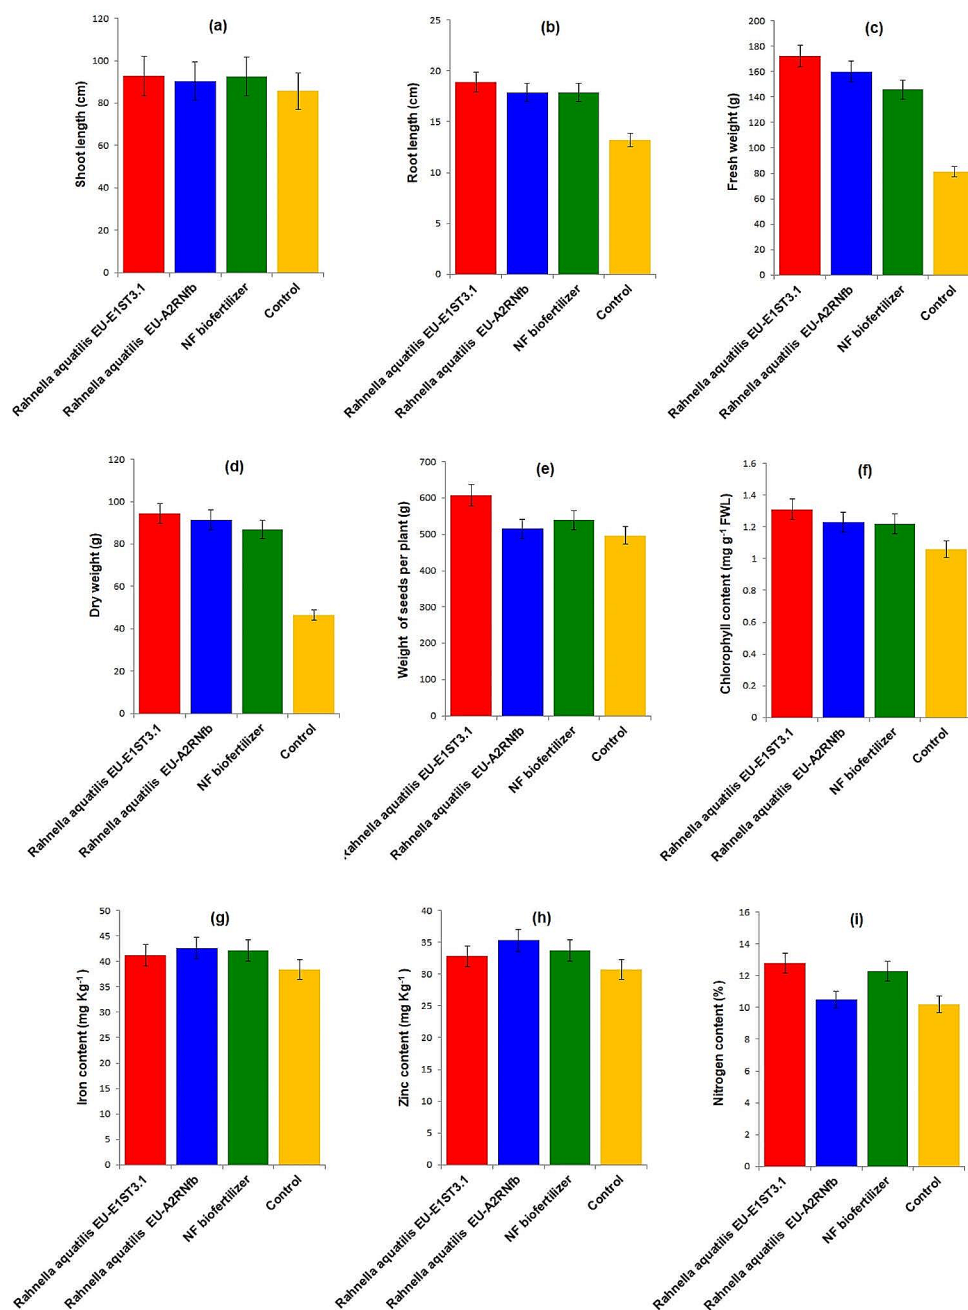 (a)
Shoot length (cm)
120
100
80
60
40
20
0
Rahnella aquatilis EU-E1ST3.1
Rahnella aquatilis EU-A2RNfb
NF biofertilizer
Control
(b)
Root length (cm)
25
20
15
10
5
0
Rahnella aquatilis EU-E1ST3.1
Rahnella aquatilis EU-A2RNfb
NF biofertilizer
Control
(c)
Fresh weight (g)
200
180
160
140
120
100
80
60
40
20
0
Rahnella aquatilis EU-E1ST3.1
Rahnella aquatilis EU-A2RNfb
NF biofertilizer
Control
(d)
Dry weight (g)
120
100
80
60
40
20
0
Rahnella aquatilis EU-E1ST3.1
Rahnella aquatilis EU-A2RNfb
NF biofertilizer
Control
(e)
Weight of seeds per plant (g)
700
600
500
400
300
200
100
0
Rahnella aquatilis EU-E1ST3.1
Rahnella aquatilis EU-A2RNfb
NF biofertilizer
Control
(f)
Chlorophyll content (mg g-1 FWL)
1.6
1.4
1.2
1
0.8
0.6
0.4
0.2
0
Rahnella aquatilis EU-E1ST3.1
Rahnella aquatilis EU-A2RNfb
NF biofertilizer
Control
(g)
Iron content (mg Kg-1 )
50
45
40
35
30
25
20
15
10
5
0
Rahnella aquatilis EU-E1ST3.1
Rahnella aquatilis EU-A2RNfb
NF biofertilizer
Control
(h)
Zinc content (mg Kg-1 )
40
35
30
25
20
15
10
5
0
Rahnella aquatilis EU-E1ST3.1
Rahnella aquatilis EU-A2RNfb
NF biofertilizer
Control
(i)
Nitrogen content (%)
16
14
12
10
8
6
4
2
0
Rahnella aquatilis EU-E1ST3.1
Rahnella aquatilis EU-A2RNfb
NF biofertilizer
Control